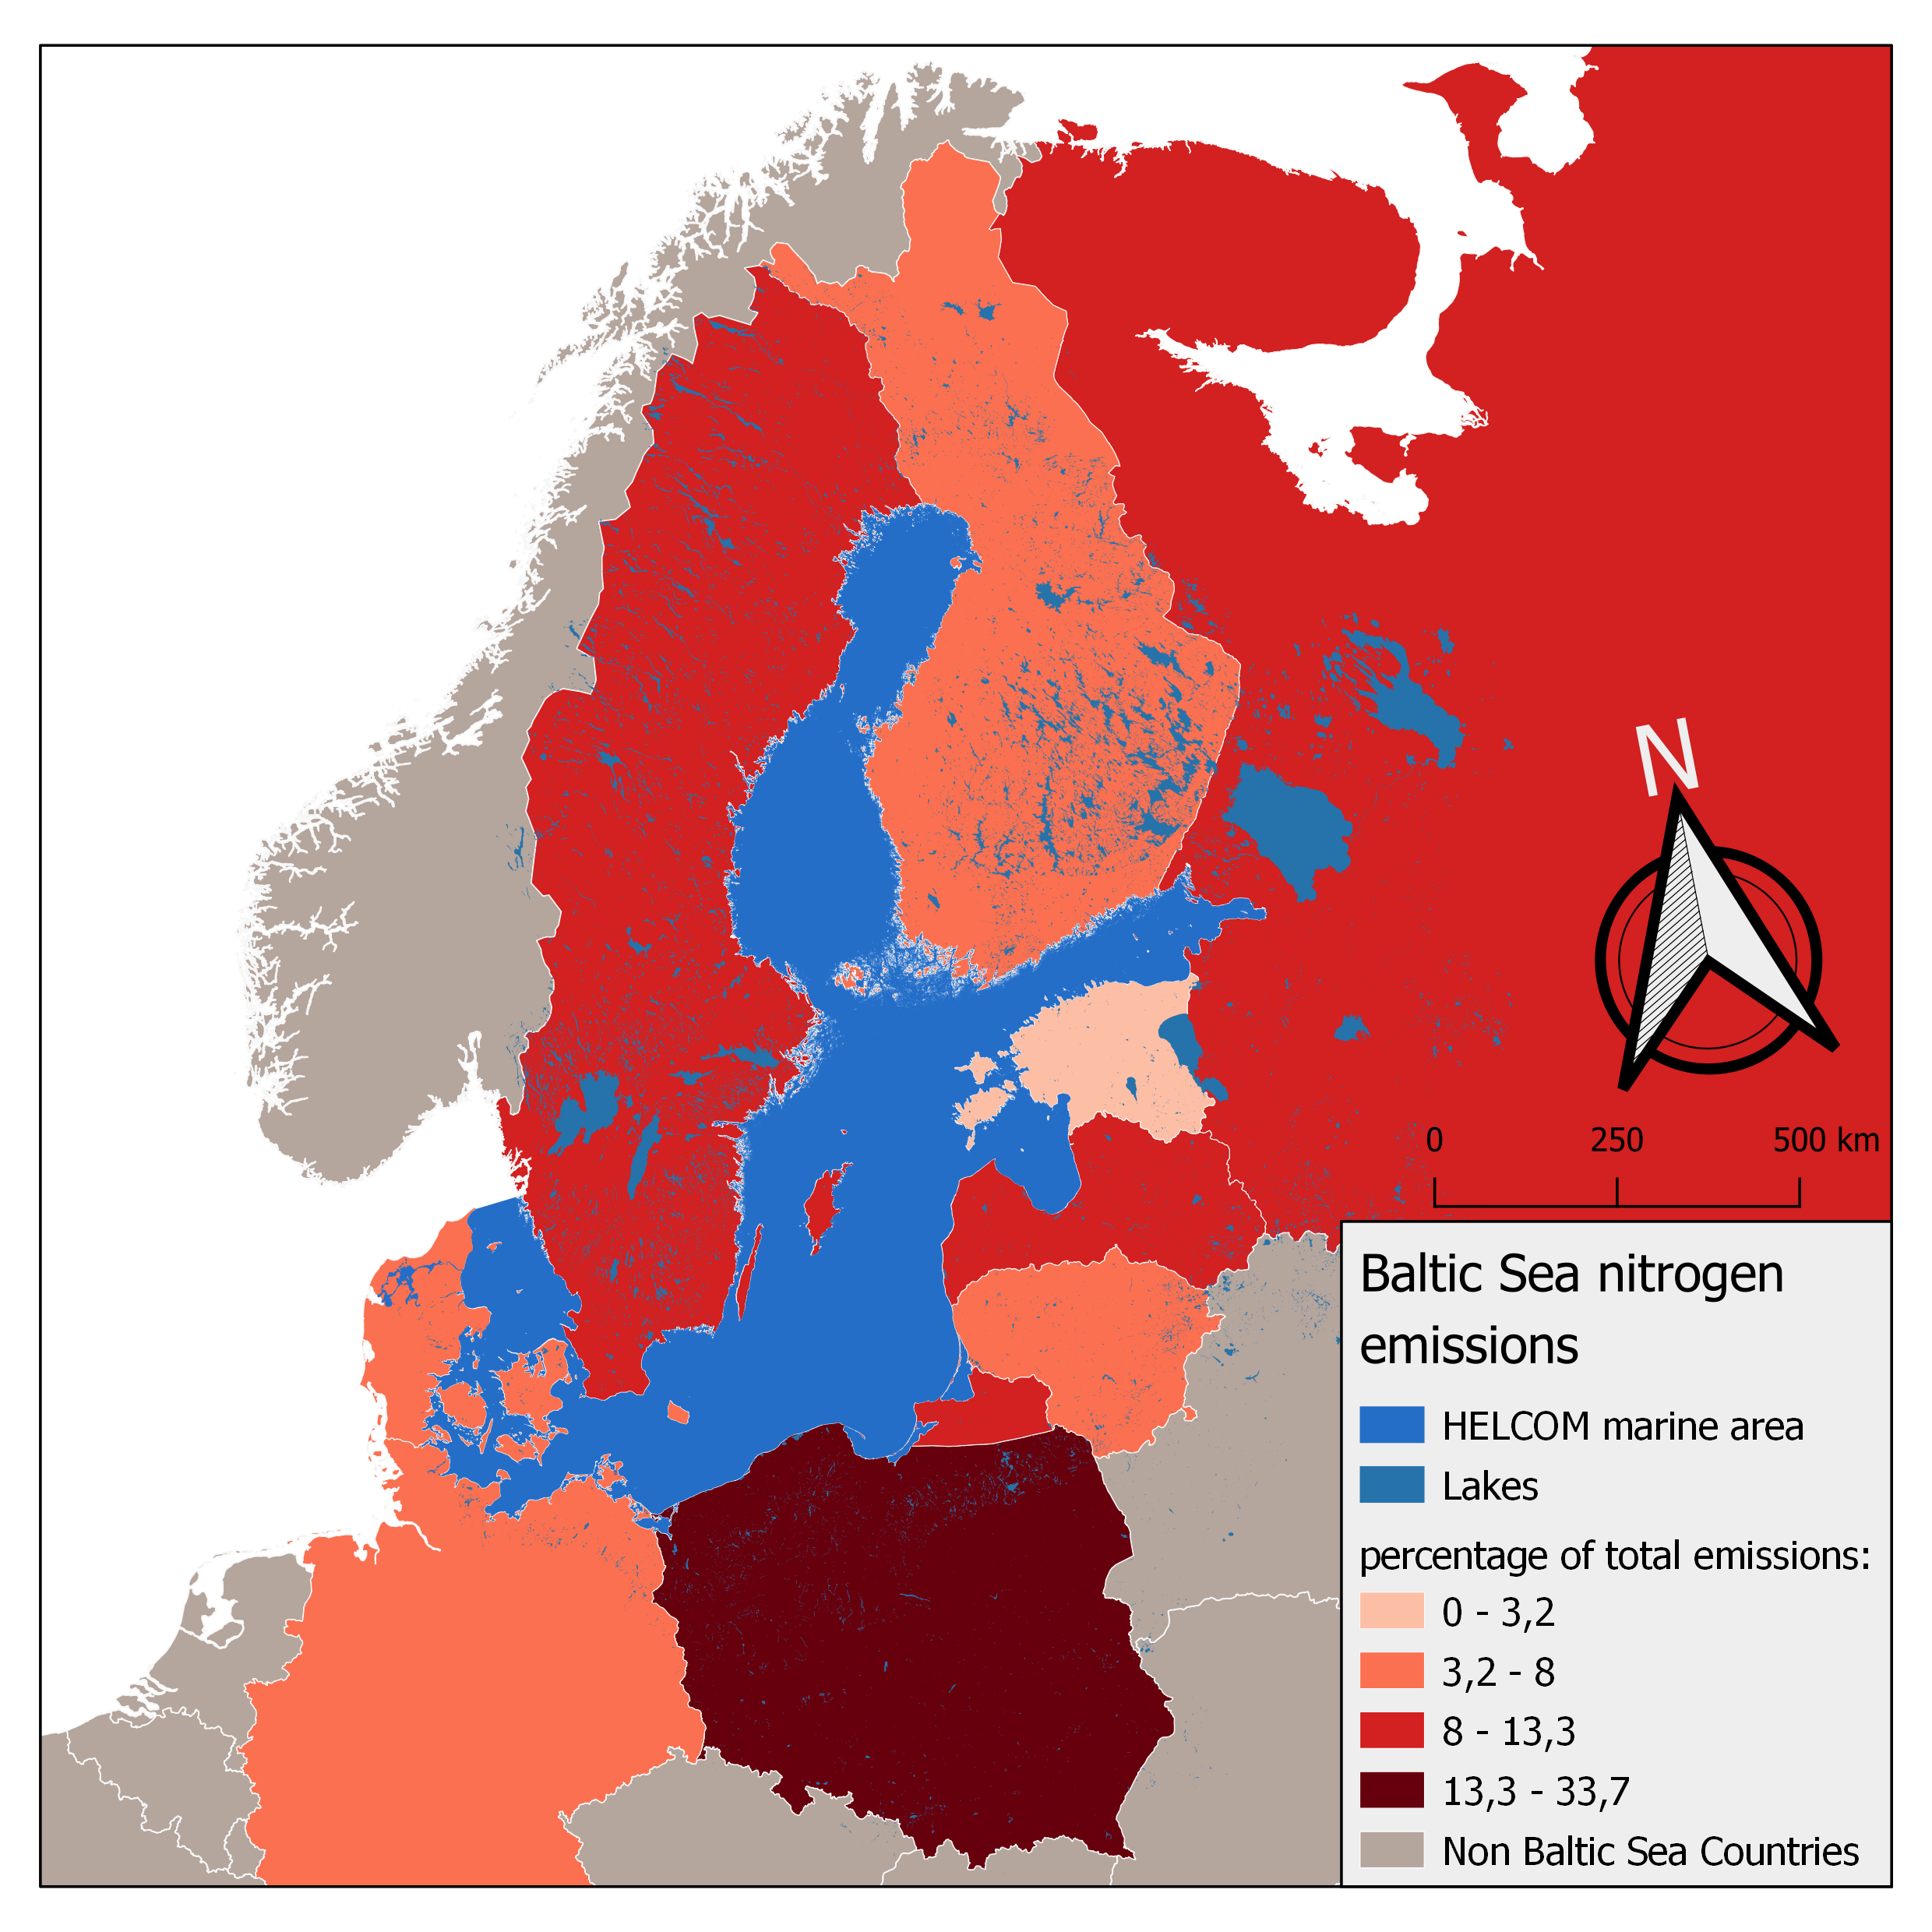 N
0 250 500 km
Baltic Sea nitrogen
emissions
HELCOM marine area
Lakes
percentage of total emissions:
0 - 3,2
3,2 - 8
8 - 13,3
13,3 - 33,7
Non Baltic Sea Countries